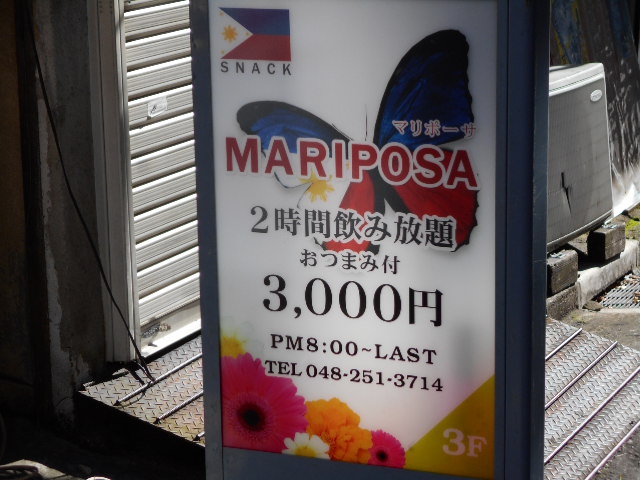 SNACK
マリポーサ
MARIPOSA
2時間飲み放題
おつまみ付
3,000円
PM8:00~LAST
TEL 048-251-3714
3F